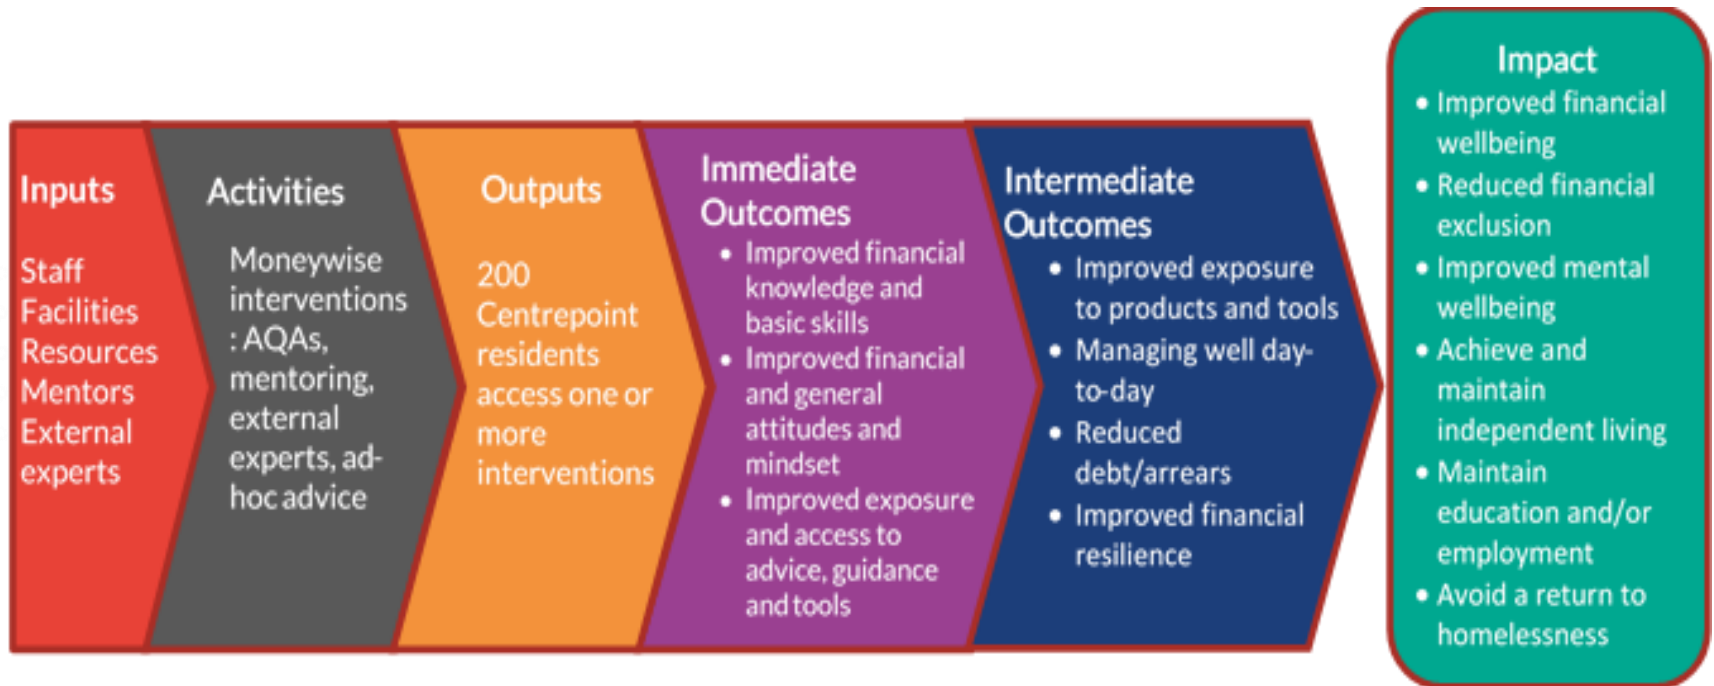 Inputs
Staff
Facilities
Resources
Mentors
External
experts
Activities
Moneywise
interventions
: AQAs,
mentoring,
external
experts, ad-
hoc advice
Outputs
200
Centrepoint
residents
access one or
more
interventions
Immediate
Outcomes
• Improved financial
knowledge and
basic skills
• Improved financial
and general
attitudes and
mindset
• Improved exposure
and access to
advice, guidance
and tools
Intermediate
Outcomes
• Improved exposure
to products and tools
• Managing well day-
to-day
• Reduced
debt/arrears
• Improved financial
resilience
Impact
• Improved financial
wellbeing
• Reduced financial
exclusion
• Improved mental
wellbeing
• Achieve and
maintain
independent living
• Maintain
education and/or
employment
• Avoid a return to
homelessness